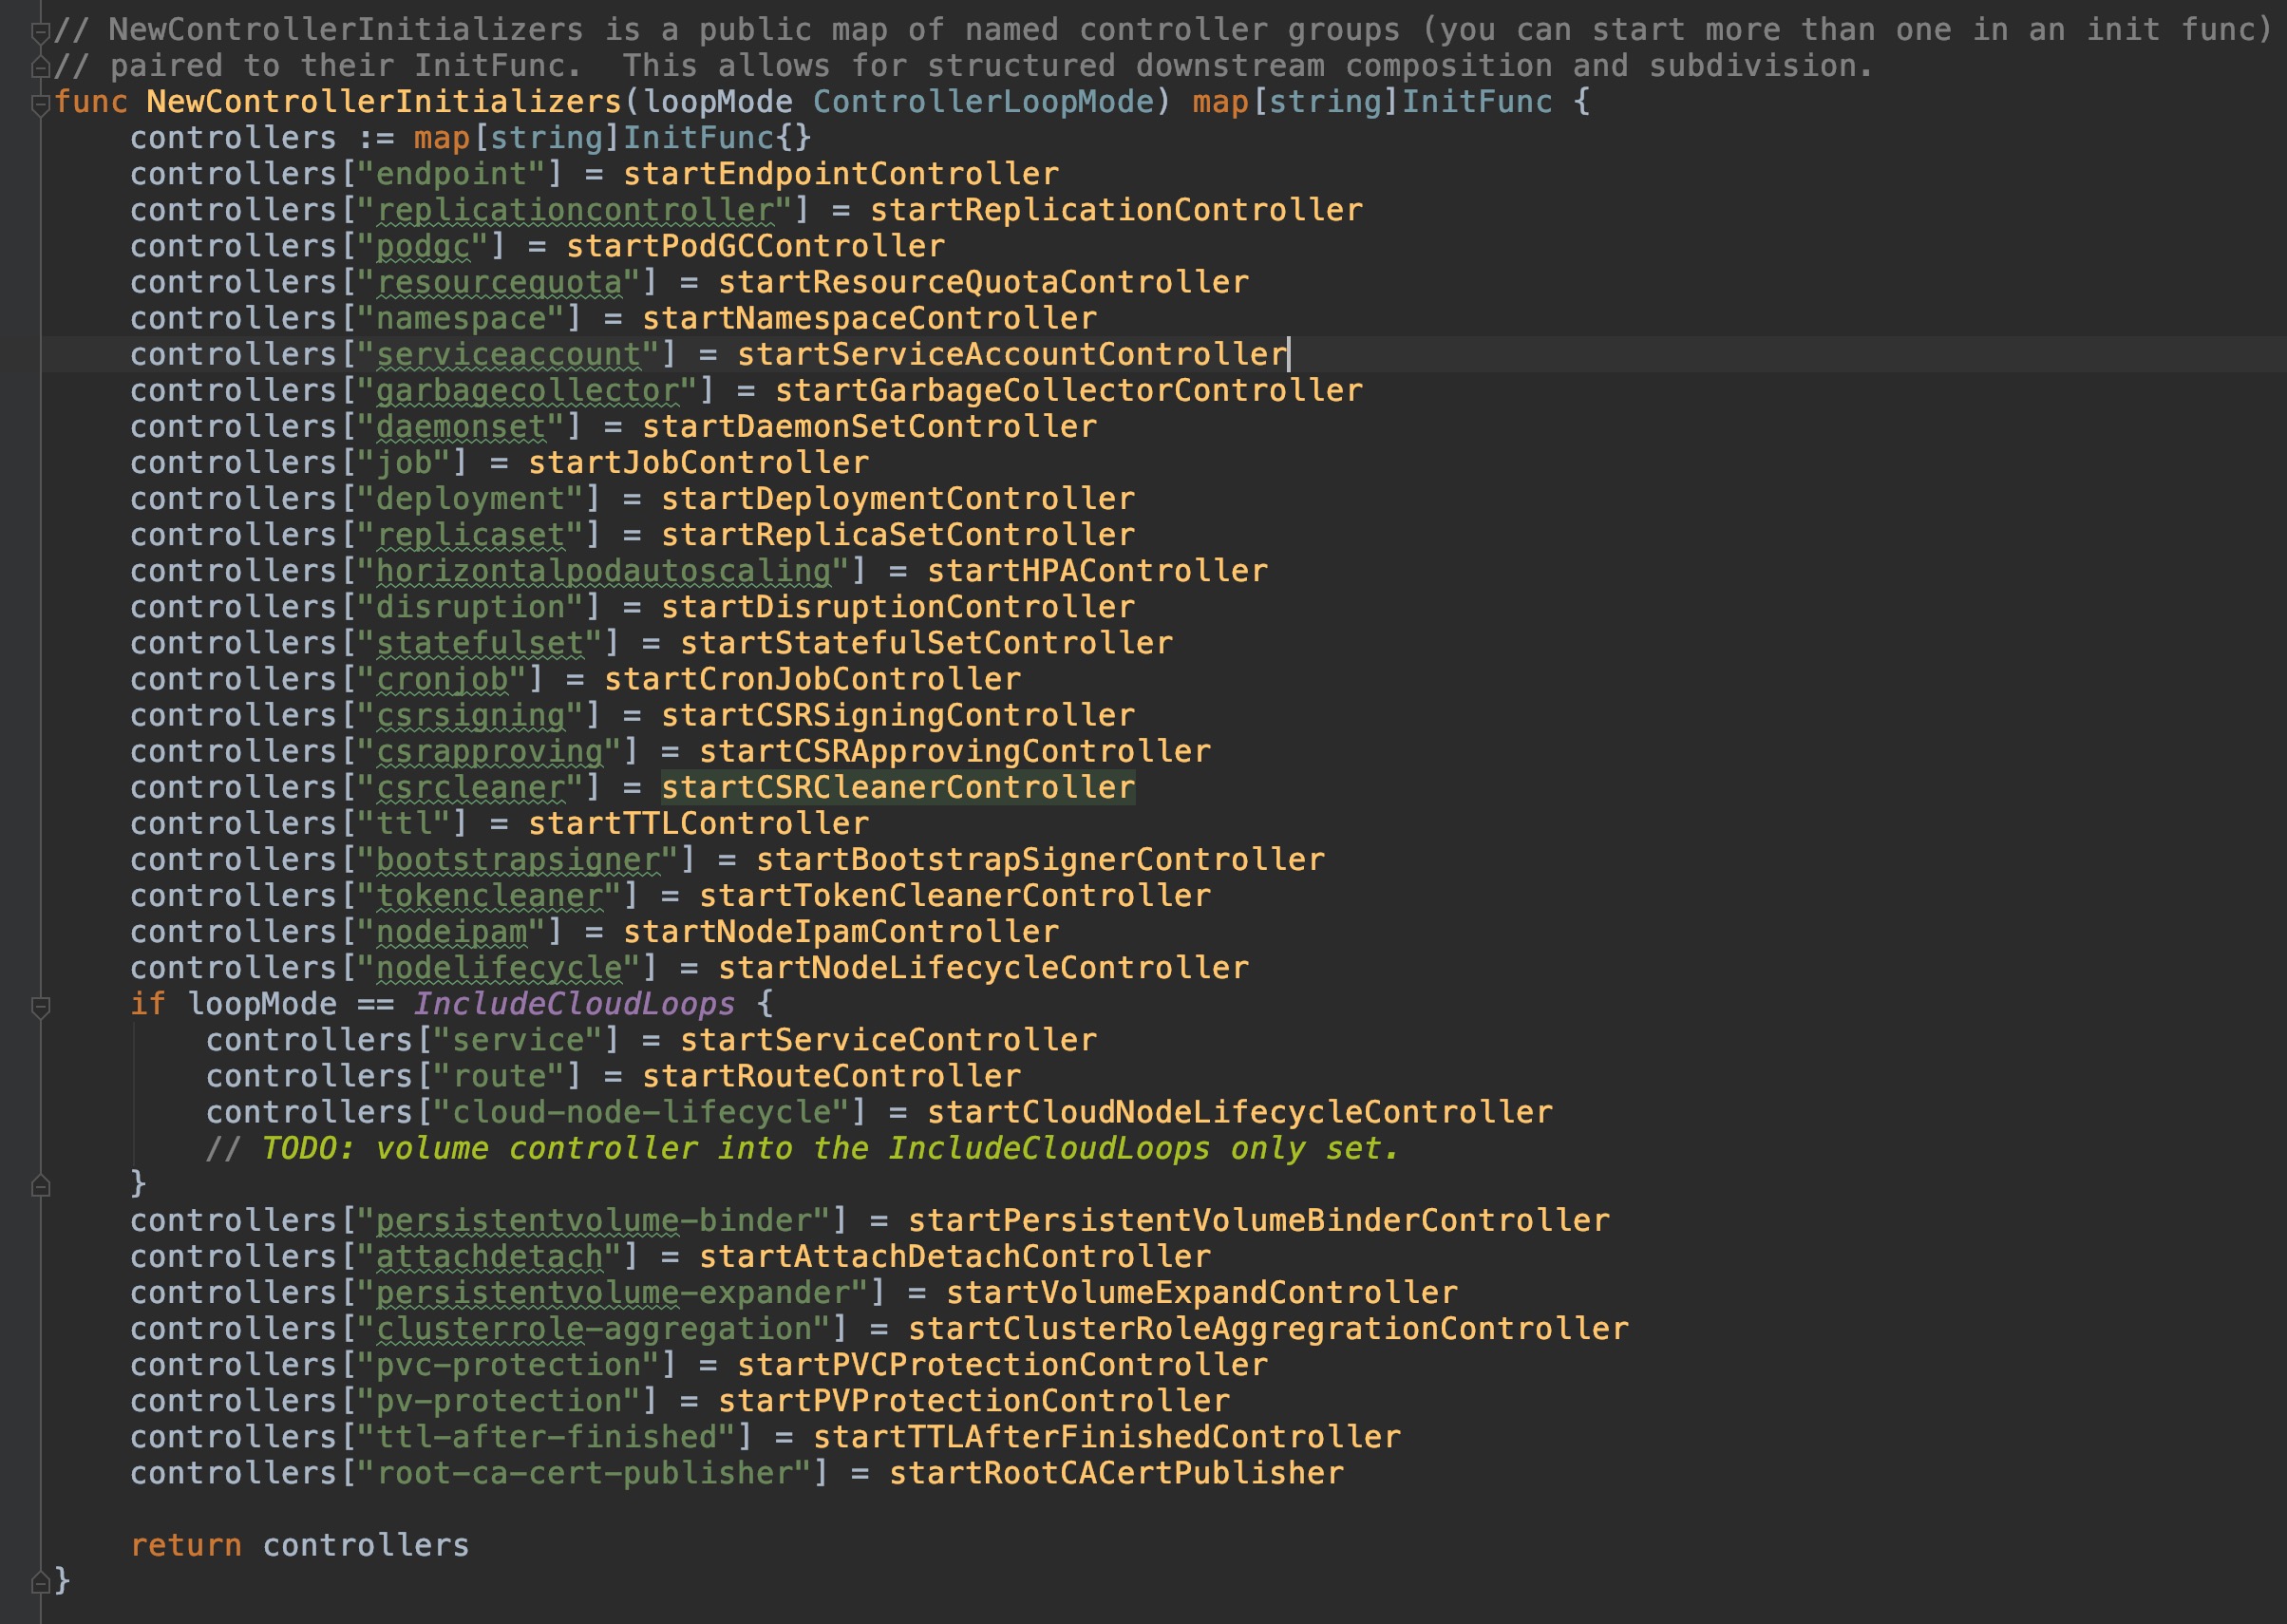 // NewControllerInitializers is a public map of named controller groups (you can start more than one in an init func)
// paired to their InitFunc.  This allows for structured downstream composition and subdivision.
func NewControllerInitializers(loopMode ControllerLoopMode) map[string]InitFunc {
    controllers := map[string]InitFunc{}
    controllers["endpoint"] = startEndpointController
    controllers["replicationcontroller"] = startReplicationController
    controllers["podgc"] = startPodGCController
    controllers["resourcequota"] = startResourceQuotaController
    controllers["namespace"] = startNamespaceController
    controllers["serviceaccount"] = startServiceAccountController
    controllers["garbagecollector"] = startGarbageCollectorController
    controllers["daemonset"] = startDaemonSetController
    controllers["job"] = startJobController
    controllers["deployment"] = startDeploymentController
    controllers["replicaset"] = startReplicaSetController
    controllers["horizontalpodautoscaling"] = startHPAController
    controllers["disruption"] = startDisruptionController
    controllers["statefulset"] = startStatefulSetController
    controllers["cronjob"] = startCronJobController
    controllers["csrsigning"] = startCSRSigningController
    controllers["csrapproving"] = startCSRApprovingController
    controllers["csrcleaner"] = startCSRCleanerController
    controllers["ttl"] = startTTLController
    controllers["bootstrapsigner"] = startBootstrapSignerController
    controllers["tokencleaner"] = startTokenCleanerController
    controllers["nodeipam"] = startNodeIpamController
    controllers["nodelifecycle"] = startNodeLifecycleController
    if loopMode == IncludeCloudLoops {
        controllers["service"] = startServiceController
        controllers["route"] = startRouteController
        controllers["cloud-node-lifecycle"] = startCloudNodeLifecycleController
        // TODO: volume controller into the IncludeCloudLoops only set.
    }
    controllers["persistentvolume-binder"] = startPersistentVolumeBinderController
    controllers["attachdetach"] = startAttachDetachController
    controllers["persistentvolume-expander"] = startVolumeExpandController
    controllers["clusterrole-aggregation"] = startClusterRoleAggregrationController
    controllers["pvc-protection"] = startPVCProtectionController
    controllers["pv-protection"] = startPVProtectionController
    controllers["ttl-after-finished"] = startTTLAfterFinishedController
    controllers["root-ca-cert-publisher"] = startRootCACertPublisher
    return controllers
}